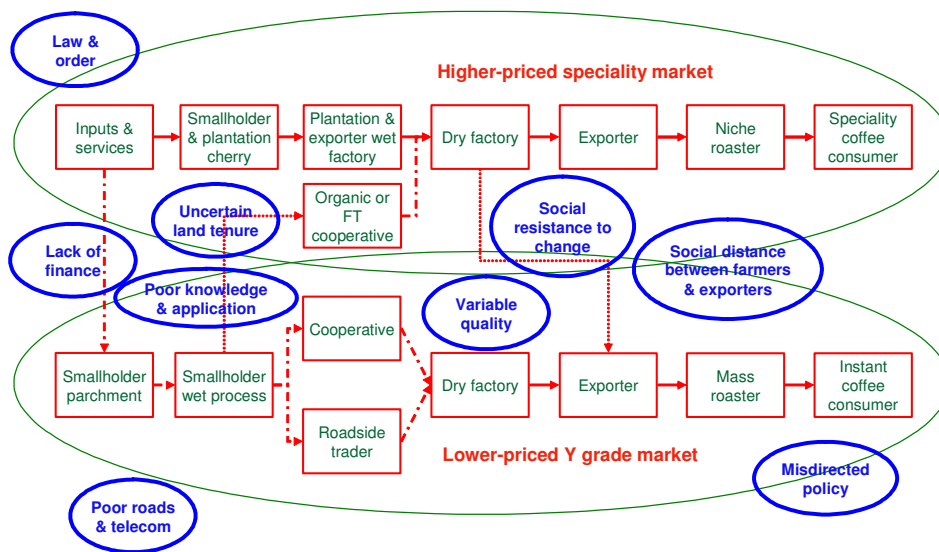 Law &
order
Higher-priced speciality market
Inputs &
services
Smallholder
& plantation
cherry
Plantation &
exporter wet
factory
Dry factory
Exporter
Niche
roaster
Speciality
coffee
consumer
Uncertain
land tenure
Organic or
FT
cooperative
Social
resistance to
change
Lack of
finance
Social distance
between farmers
& exporters
Poor knowledge
& application
Variable
quality
Cooperative
Smallholder
parchment
Smallholder
wet process
Dry factory
Exporter
Mass
roaster
Instant
coffee
consumer
Roadside
trader
Lower-priced Y grade market
Misdirected
policy
Poor roads
& telecom